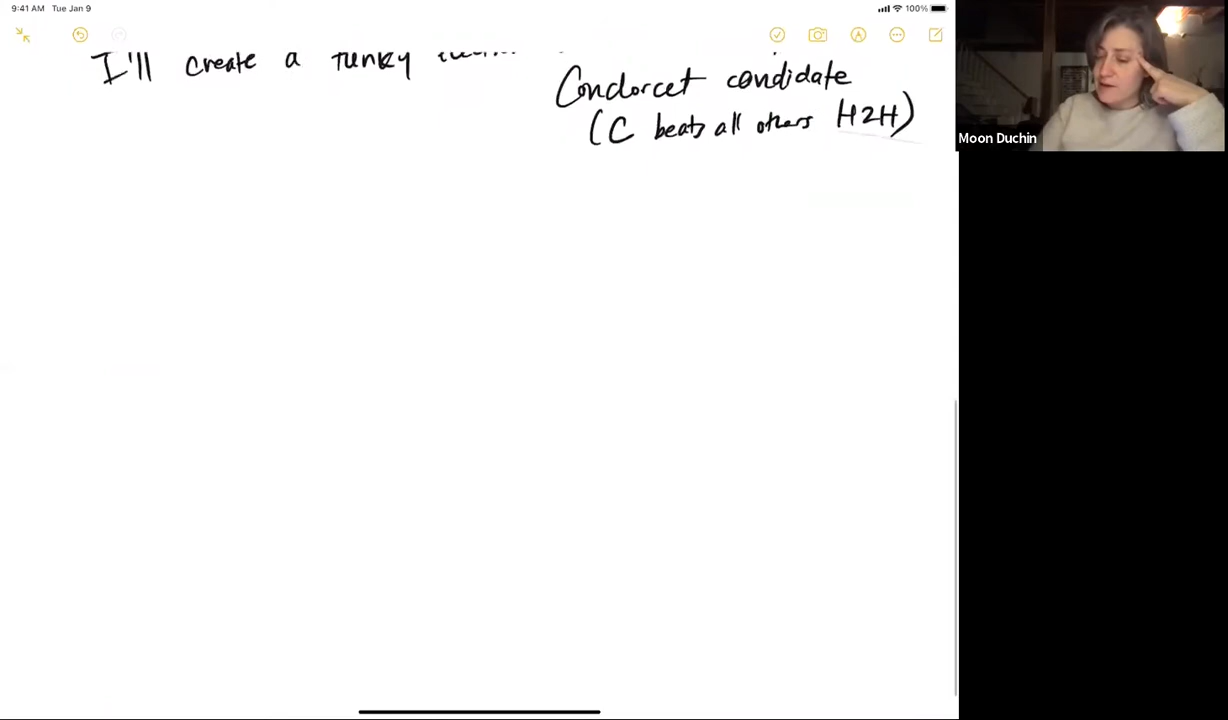 9:41 AM Tue Jan 9
100%
I'll create a funky
Condorcet candidate
(C beats all others H2H)
Moon Duchin